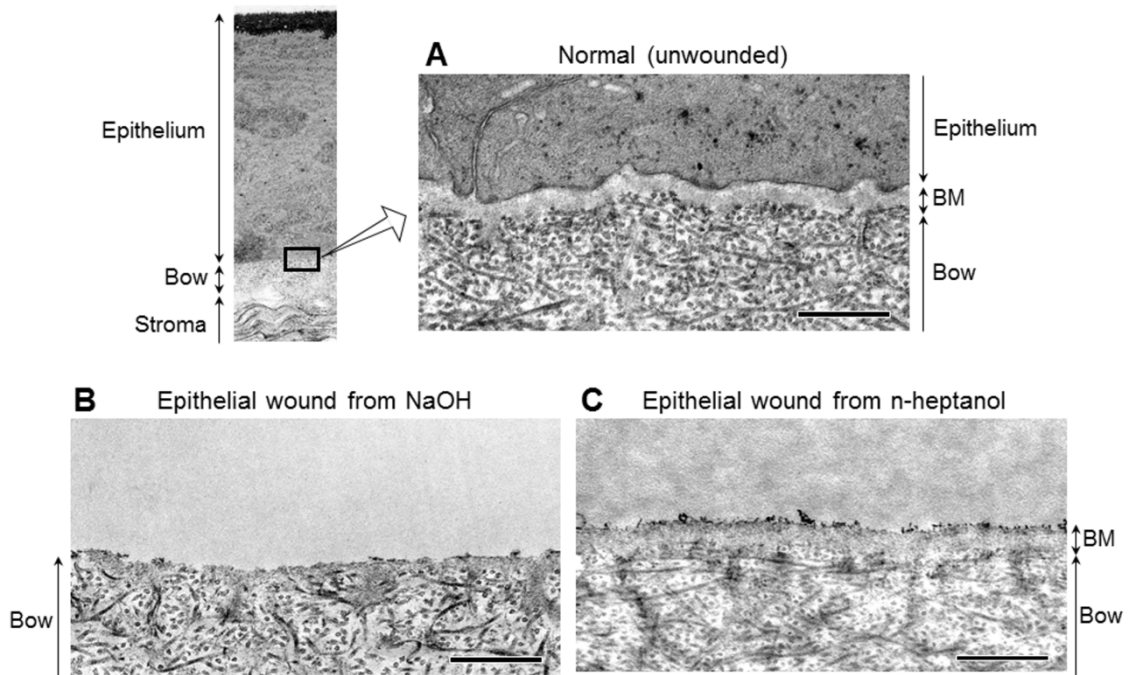 Epithelium
Bow
Stroma
A Normal (unwounded)
Epithelium
BM
Bow
B Epithelial wound from NaOH
Bow
C Epithelial wound from n-heptanol
BM
Bow